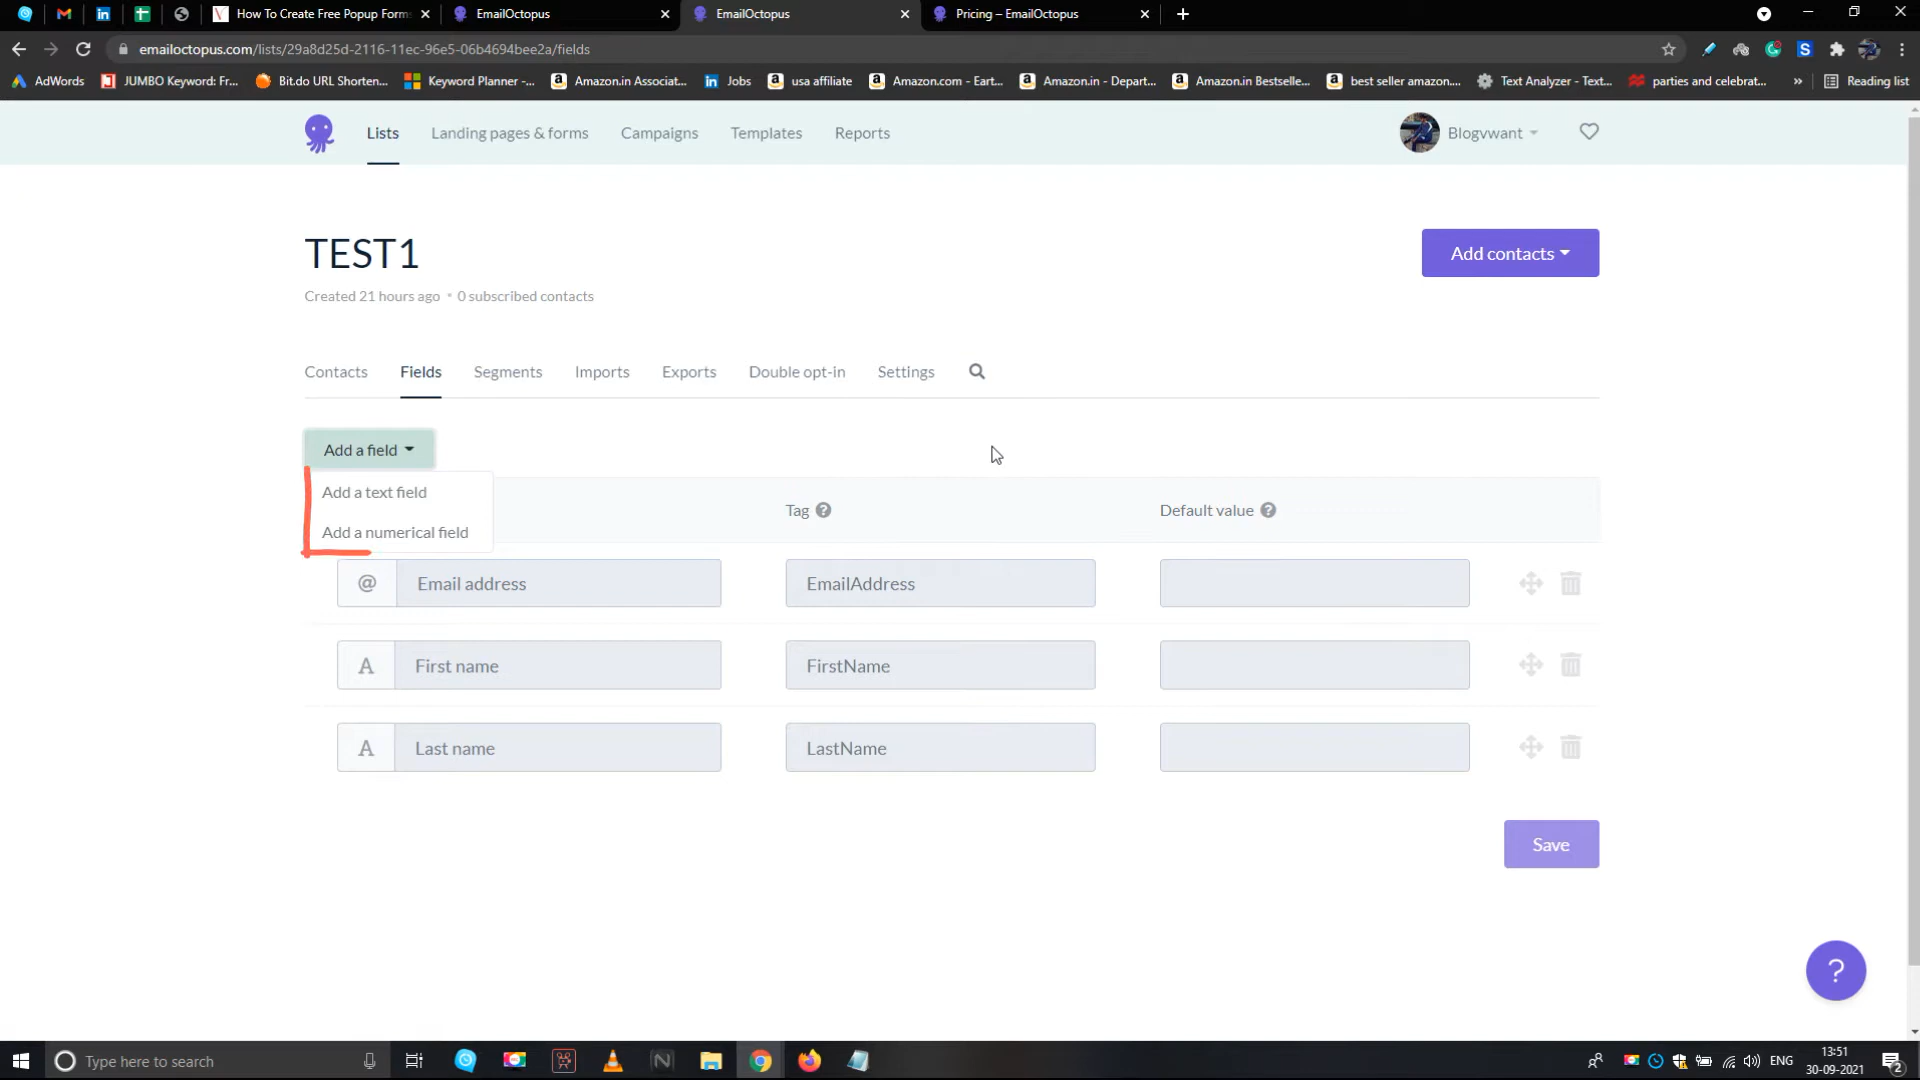 How To Create Free Popup Form
EmailOctopus
EmailOctopus
Pricing – EmailOctopus
emailoctopus.com/lists/29a8d25d-2116-11ec-96e5-06b4694bee2a/fields
AdWords
JUMBO Keyword: Fr...
Bit.do URL Shorten...
Keyword Planner -...
Amazon.in Associat...
Jobs
usa affiliate
Amazon.com - Eart...
Amazon.in - Depart...
Amazon.in Bestselle...
best seller amazon....
Text Analyzer - Text...
parties and celebrat...
»
Reading list
Lists
Landing pages & forms
Campaigns
Templates
Reports
Blogvwant
TEST1
Add contacts
Created 21 hours ago • 0 subscribed contacts
Contacts
Fields
Segments
Imports
Exports
Double opt-in
Settings
Add a field
Add a text field
Add a numerical field
Tag ?
Default value ?
@ Email address
EmailAddress
A First name
FirstName
A Last name
LastName
Save
?
Type here to search
ENG
13:51
30-09-2021
2